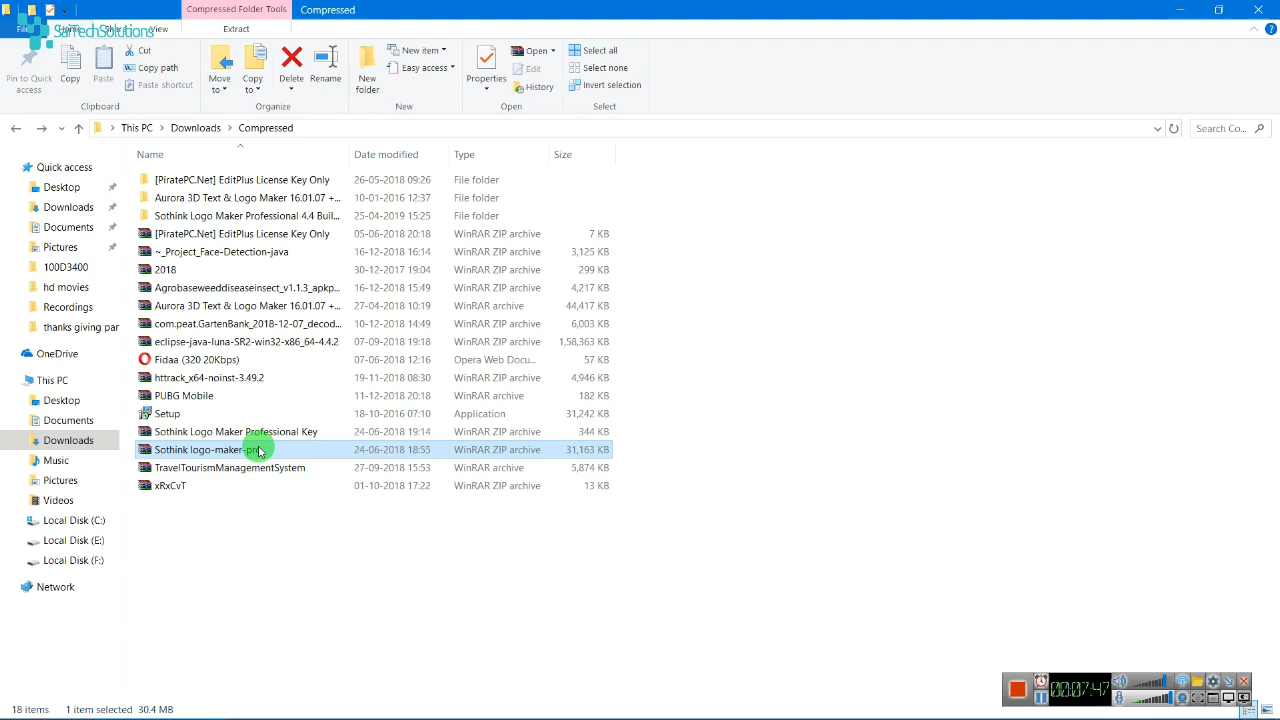 Compressed Folder Tools
Compressed
SaiTechSolutions
File
Home
Share
View
Extract
Pin to Quick access
Copy
Paste
Cut
Copy path
Paste shortcut
Clipboard
Move to
Copy to
Delete
Rename
Organize
New folder
New item
Easy access
New
Properties
Open
Edit
History
Open
Select all
Select none
Invert selection
Select
This PC
Downloads
Compressed
Search Co...
Quick access
Desktop
Downloads
Documents
Pictures
100D3400
hd movies
Recordings
thanks giving par
OneDrive
This PC
Desktop
Documents
Downloads
Music
Pictures
Videos
Local Disk (C:)
Local Disk (E:)
Local Disk (F:)
Network
Name Date modified Type Size
[PiratePC.Net] EditPlus License Key Only 26-05-2018 09:26 File folder
Aurora 3D Text & Logo Maker 16.01.07 +... 10-01-2016 12:37 File folder
Sothink Logo Maker Professional 4.4 Buil... 25-04-2019 15:25 File folder
[PiratePC.Net] EditPlus License Key Only 05-06-2018 20:18 WinRAR ZIP archive 7 KB
~_Project_Face-Detection-java 16-12-2018 16:14 WinRAR ZIP archive 3,125 KB
2018 30-12-2017 19:04 WinRAR ZIP archive 299 KB
Agrobaseweeddiseaseinsect_v1.1.3_apkp... 16-12-2018 15:49 WinRAR ZIP archive 4,217 KB
Aurora 3D Text & Logo Maker 16.01.07 +... 27-04-2018 10:19 WinRAR archive 44,417 KB
com.peat.GartenBank_2018-12-07_decod... 10-12-2018 14:49 WinRAR ZIP archive 6,003 KB
eclipse-java-luna-SR2-win32-x86_64-4.4.2 07-09-2018 19:18 WinRAR ZIP archive 1,58,363 KB
Fidaa (320 20Kbps) 07-06-2018 12:16 Opera Web Docu... 57 KB
httrack_x64-noinst-3.49.2 19-11-2018 08:30 WinRAR ZIP archive 4,946 KB
PUBG Mobile 11-12-2018 20:18 WinRAR archive 182 KB
Setup 18-10-2016 07:10 Application 31,242 KB
Sothink Logo Maker Professional Key 24-06-2018 19:14 WinRAR ZIP archive 344 KB
Sothink logo-maker-pro 24-06-2018 18:55 WinRAR ZIP archive 31,163 KB
TravelTourismManagementSystem 27-09-2018 15:53 WinRAR archive 5,874 KB
xRxCvT 01-10-2018 17:22 WinRAR ZIP archive 13 KB
00:07:47
18 items 1 item selected 30.4 MB